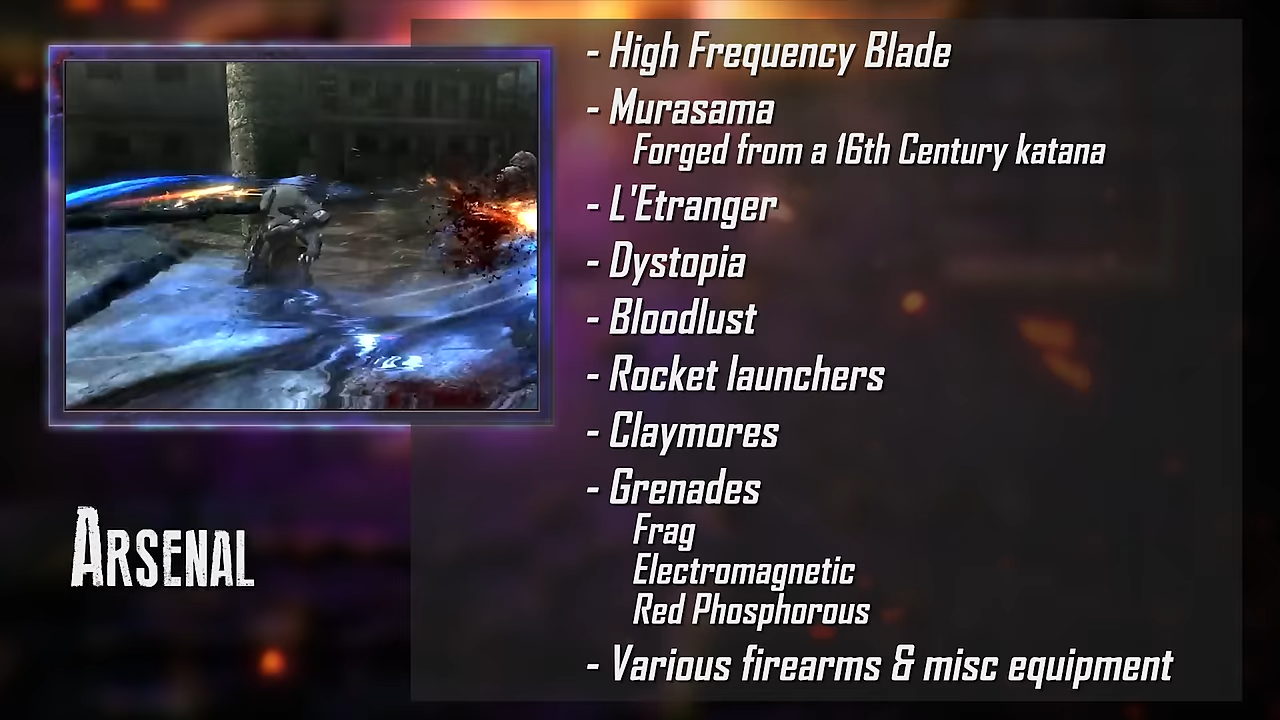 - High Frequency Blade
- Murasama
Forged from a 16th Century katana
- L'Etranger
- Dystopia
- Bloodlust
- Rocket launchers
- Claymores
- Grenades
Frag
Electromagnetic
Red Phosphorous
- Various firearms & misc equipment
Arsenal